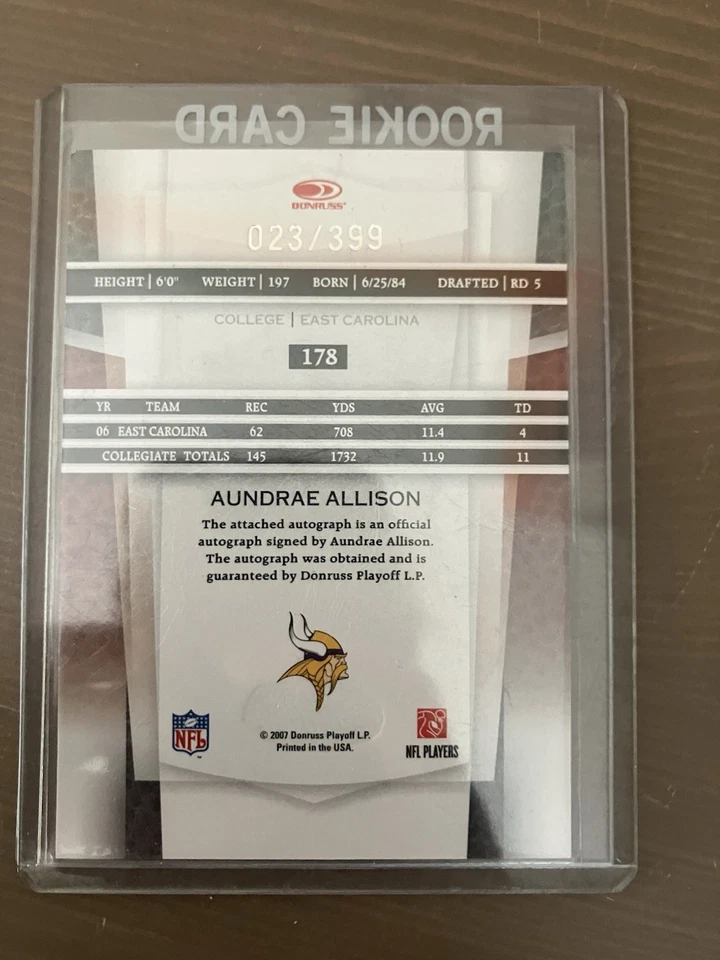 ROOKIE CARD
DONRUSS
023/399
HEIGHT | 6'0" WEIGHT | 197 BORN | 6/25/84 DRAFTED | RD 5
COLLEGE | EAST CAROLINA
178
YR TEAM REC YDS AVG TD
06 EAST CAROLINA 62 708 11.4 4
COLLEGIATE TOTALS 145 1732 11.9 11
AUNDRAE ALLISON
The attached autograph is an official
autograph signed by Aundrae Allison.
The autograph was obtained and is
guaranteed by Donruss Playoff L.P.
NFL
© 2007 Donruss Playoff L.P.
Printed in the USA.
NFL PLAYERS